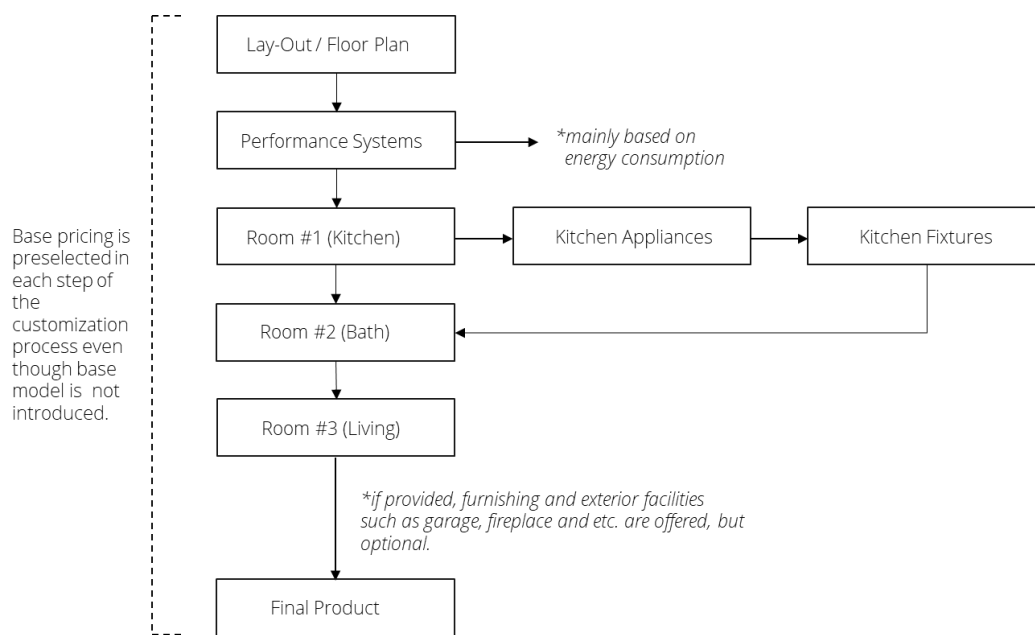 Lay-Out / Floor Plan
Performance Systems
*mainly based on
energy consumption
Room #1 (Kitchen)
Kitchen Appliances
Kitchen Fixtures
Base pricing is
preselected in
each step of
the
customization
process even
though base
model is  not
introduced.
Room #2 (Bath)
Room #3 (Living)
*if provided, furnishing and exterior facilities
such as garage, fireplace and etc. are offered, but
optional.
Final Product